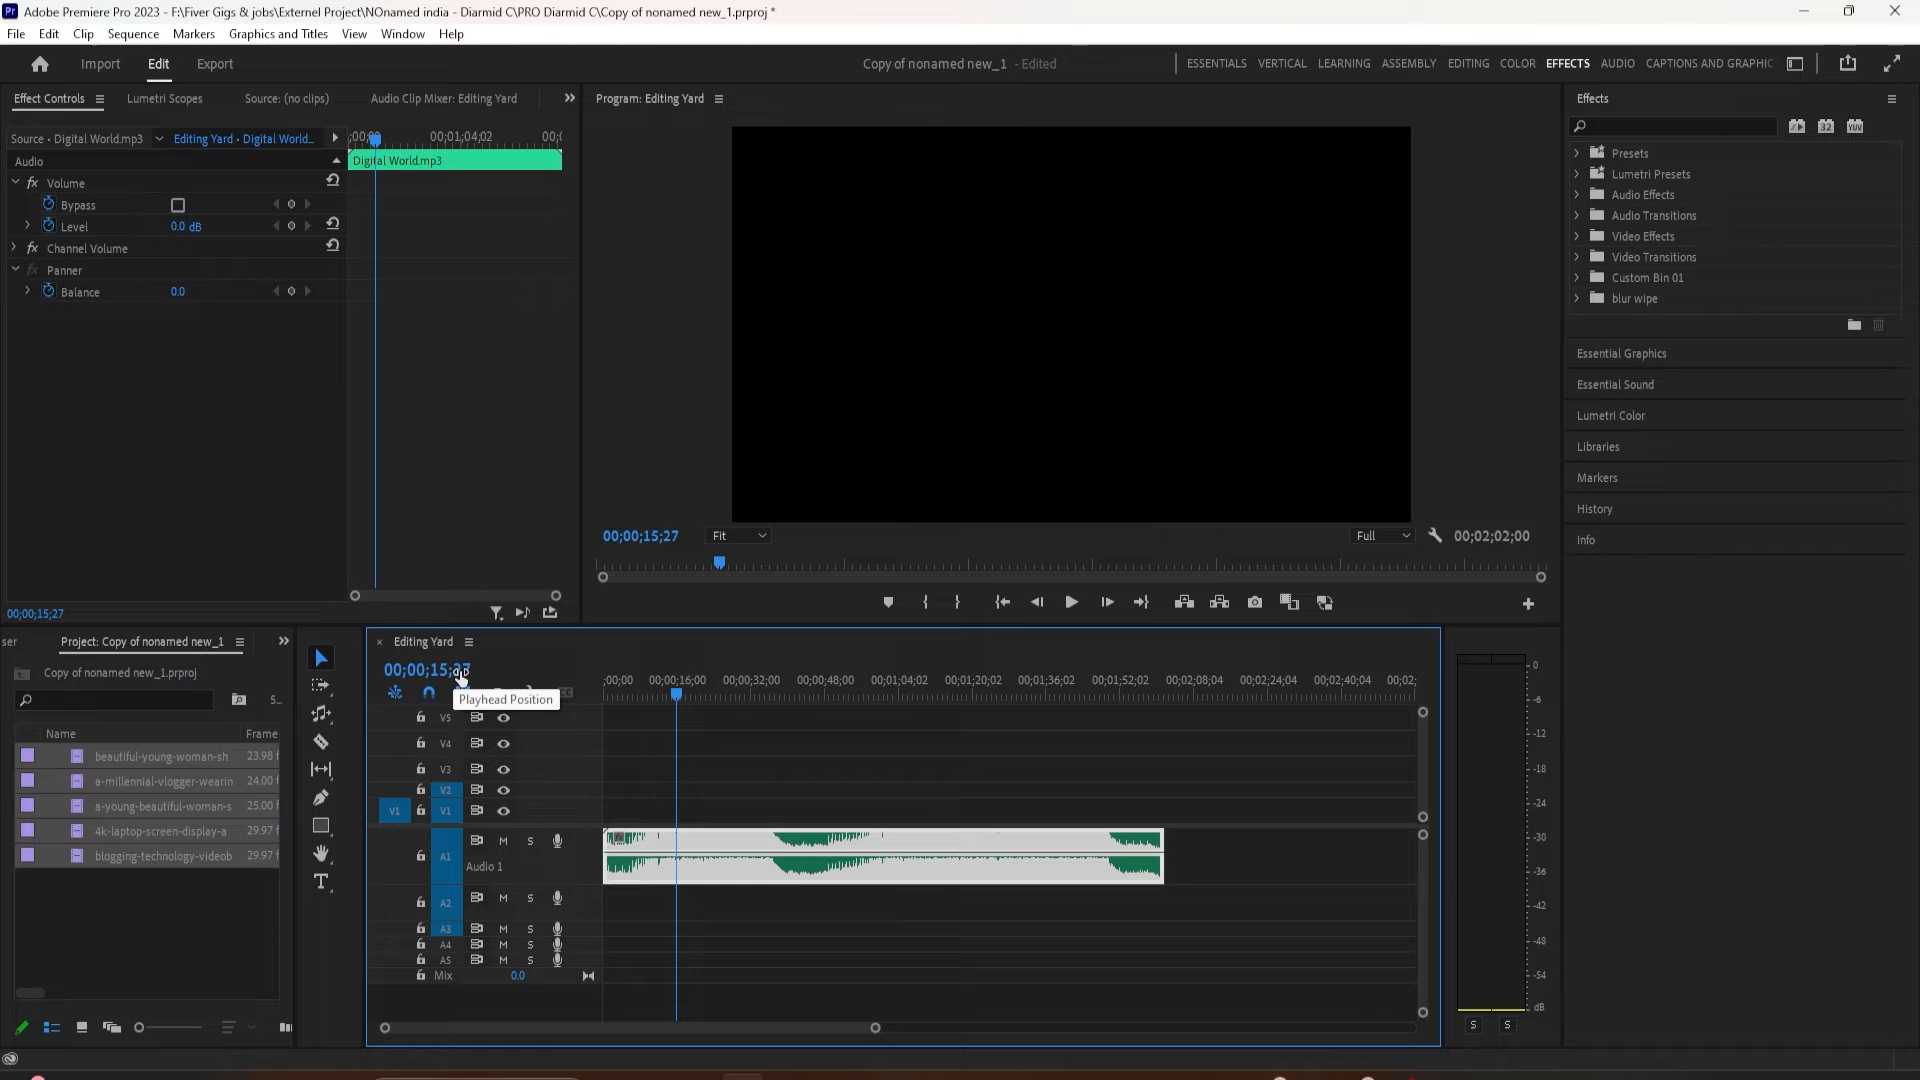 Adobe Premiere Pro 2023 - F:\Fiver Gigs & jobs\Externel Project\NOnamed india - Diarmid C\PRO Diarmid C\Copy of nonamed new_1.prproj *
File Edit Clip Sequence Markers Graphics and Titles View Window Help
Import Edit Export
Copy of nonamed new_1 - Edited
ESSENTIALS VERTICAL LEARNING ASSEMBLY EDITING COLOR EFFECTS AUDIO CAPTIONS AND GRAPHIC
Effect Controls Lumetri Scopes Source: (no clips) Audio Clip Mixer: Editing Yard
Source • Digital World.mp3 Editing Yard • Digital World...
;00;00 00;01;04;02 00;0
Audio
Digital World.mp3
fx Volume
Bypass
Level 0.0 dB
fx Channel Volume
fx Panner
Balance 0.0
00;00;15;27
Program: Editing Yard
00;00;15;27 Fit Full 00;02;02;00
Effects
Presets
Lumetri Presets
Audio Effects
Audio Transitions
Video Effects
Video Transitions
Custom Bin 01
blur wipe
Essential Graphics
Essential Sound
Lumetri Color
Libraries
Markers
History
Info
ser Project: Copy of nonamed new_1
Copy of nonamed new_1.prproj
5...
Name Frame
beautiful-young-woman-sh 23.98 f
a-millennial-vlogger-wearin 24.00 f
a-young-beautiful-woman-s 25.00 f
4k-laptop-screen-display-a 29.97 f
blogging-technology-videob 29.97 f
Editing Yard
00;00;15;27
Playhead Position
;00;00 00;00;16;00 00;00;32;00 00;00;48;00 00;01;04;02 00;01;20;02 00;01;36;02 00;01;52;02 00;02;08;04 00;02;24;04 00;02;40;04 00;02;
V5
V4
V3
V2
V1 V1
A1 M S
Audio 1
A2 M S
A3 M S
A4 M S
A5 M S
Mix 0.0
0
-6
-12
-18
-24
-30
-36
-42
-48
-54
dB
S S